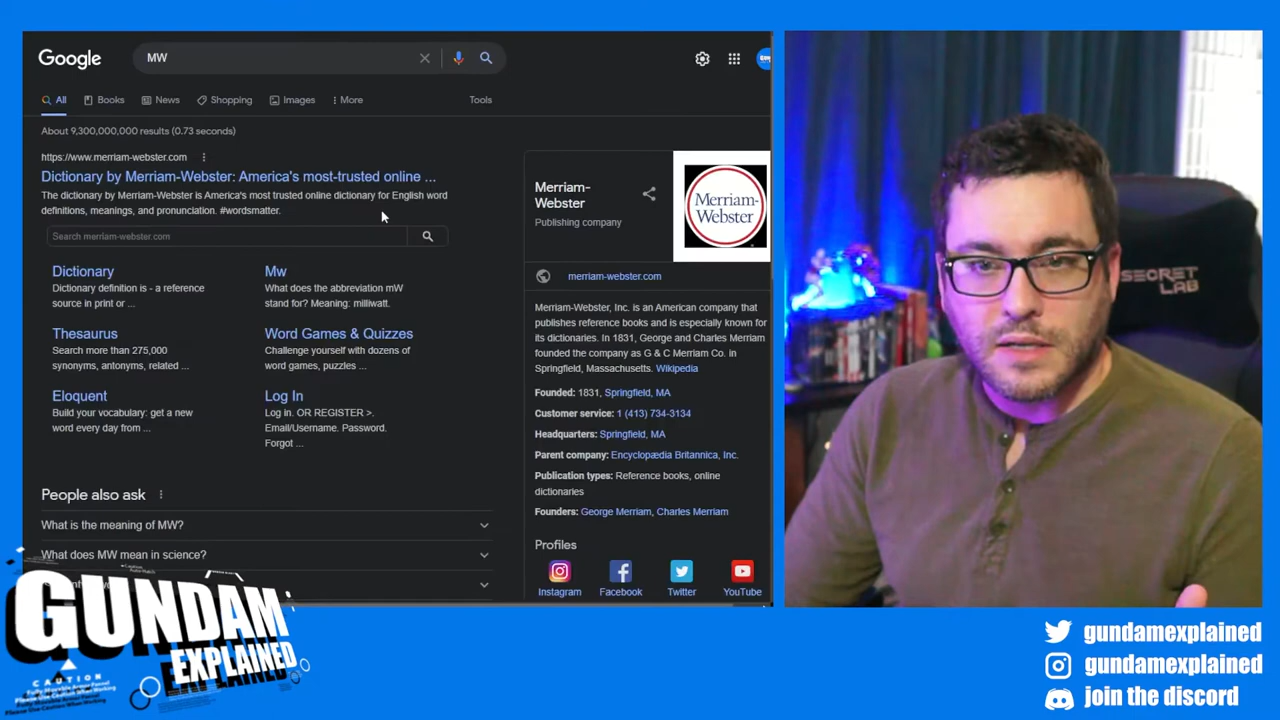 Google
MW
All
Books
News
Shopping
Images
More
Tools
About 9,300,000,000 results (0.73 seconds)
https://www.merriam-webster.com
Dictionary by Merriam-Webster: America's most-trusted online ...
The dictionary by Merriam-Webster is America's most trusted online dictionary for English word
definitions, meanings, and pronunciation. #wordsmatter.
Search merriam-webster.com
Dictionary
Dictionary definition is - a reference
source in print or ...
Mw
What does the abbreviation mW
stand for? Meaning: milliwatt.
Thesaurus
Search more than 275,000
synonyms, antonyms, related ...
Word Games & Quizzes
Challenge yourself with dozens of
word games, puzzles ...
Eloquent
Build your vocabulary: get a new
word every day from ...
Log In
Log in. OR REGISTER >.
Email/Username. Password.
Forgot ...
People also ask
What is the meaning of MW?
What does MW mean in science?
Merriam-
Webster
Publishing company
Merriam-
Webster
merriam-webster.com
Merriam-Webster, Inc. is an American company that
publishes reference books and is especially known for
its dictionaries. In 1831, George and Charles Merriam
founded the company as G & C Merriam Co. in
Springfield, Massachusetts. Wikipedia
Founded: 1831, Springfield, MA
Customer service: 1 (413) 734-3134
Headquarters: Springfield, MA
Parent company: Encyclopædia Britannica, Inc.
Publication types: Reference books, online
dictionaries
Founders: George Merriam, Charles Merriam
Profiles
Instagram
Facebook
Twitter
YouTube
SECRET
LAB
GUNDAM
EXPLAINED
CAUTION
gundamexplained
gundamexplained
join the discord